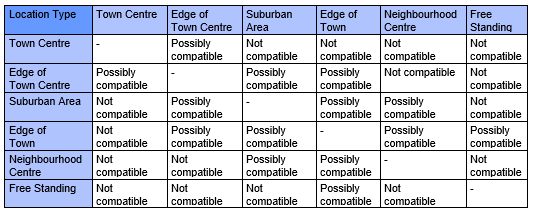 Location Type Town Centre Edge of Suburban Edge of Neighbourhood Free
Town Centre Area Town Centre Standing
Town Centre - Possibly Not Not Not Not
compatible compatible compatible compatible compatible
Edge of Possibly - Possibly Possibly Not compatible Not
Town Centre compatible compatible compatible compatible
Suburban Area Not Possibly - Possibly Possibly Not
compatible compatible compatible compatible compatible
Edge of Not Possibly Possibly - Possibly Possibly
Town compatible compatible compatible compatible compatible
Neighbourhood Not Not Possibly Possibly - Not
Centre compatible compatible compatible compatible compatible
Free Standing Not Not Not Possibly Not -
compatible compatible compatible compatible compatible